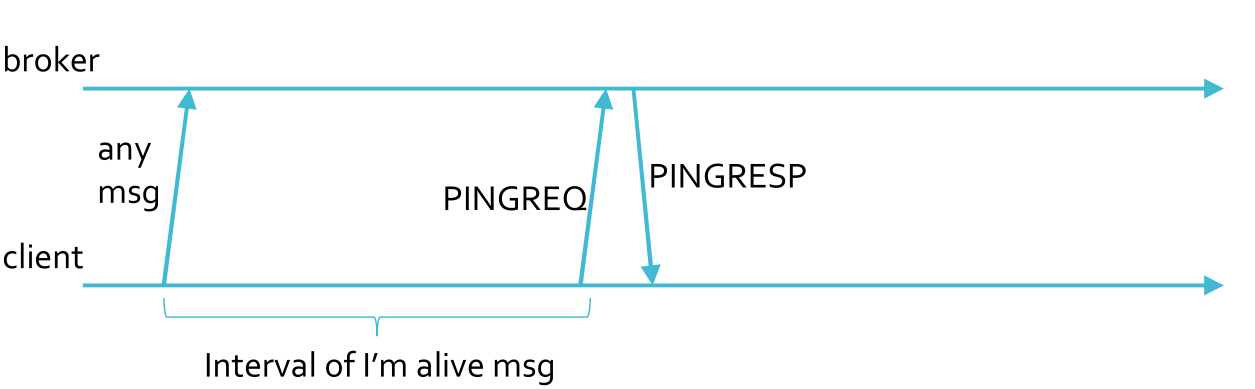 broker
any
msg
PINGREQ
PINGRESP
client
Interval of I’m alive msg